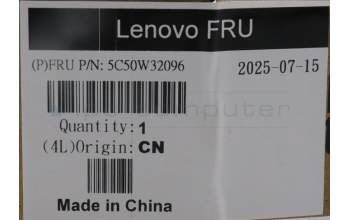 Lenovo FRU
(P)FRU P/N: 5C50W32096 2025-07-15
Quantity:1
(4L)Origin:CN
Made in China